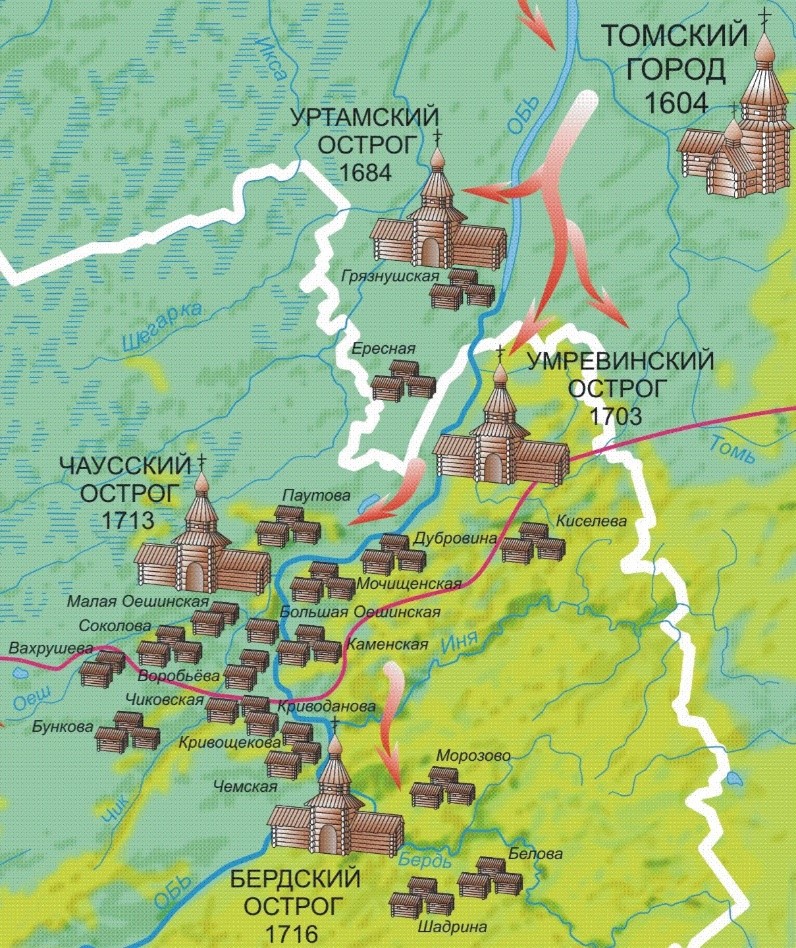 ТОМСКИЙ
ГОРОД
1604
Икса
ОБЬ
УРТАМСКИЙ
ОСТРОГ
1684
Грязнушская
Шегарка
Ересная
УМРЕВИНСКИЙ
ОСТРОГ
1703
Томь
ЧАУССКИЙ
ОСТРОГ
1713
Паутова
Киселева
Дубровина
Мочищенская
Малая Оешинская
Большая Оешинская
Соколова
Вахрушева
Каменская
Иня
Воробьёва
Оеш
Чиковская
Криводанова
Бункова
Кривощекова
Морозово
Чемская
Чик
Бердь
Белова
ОБЬ
БЕРДСКИЙ
ОСТРОГ
1716
Шадрина